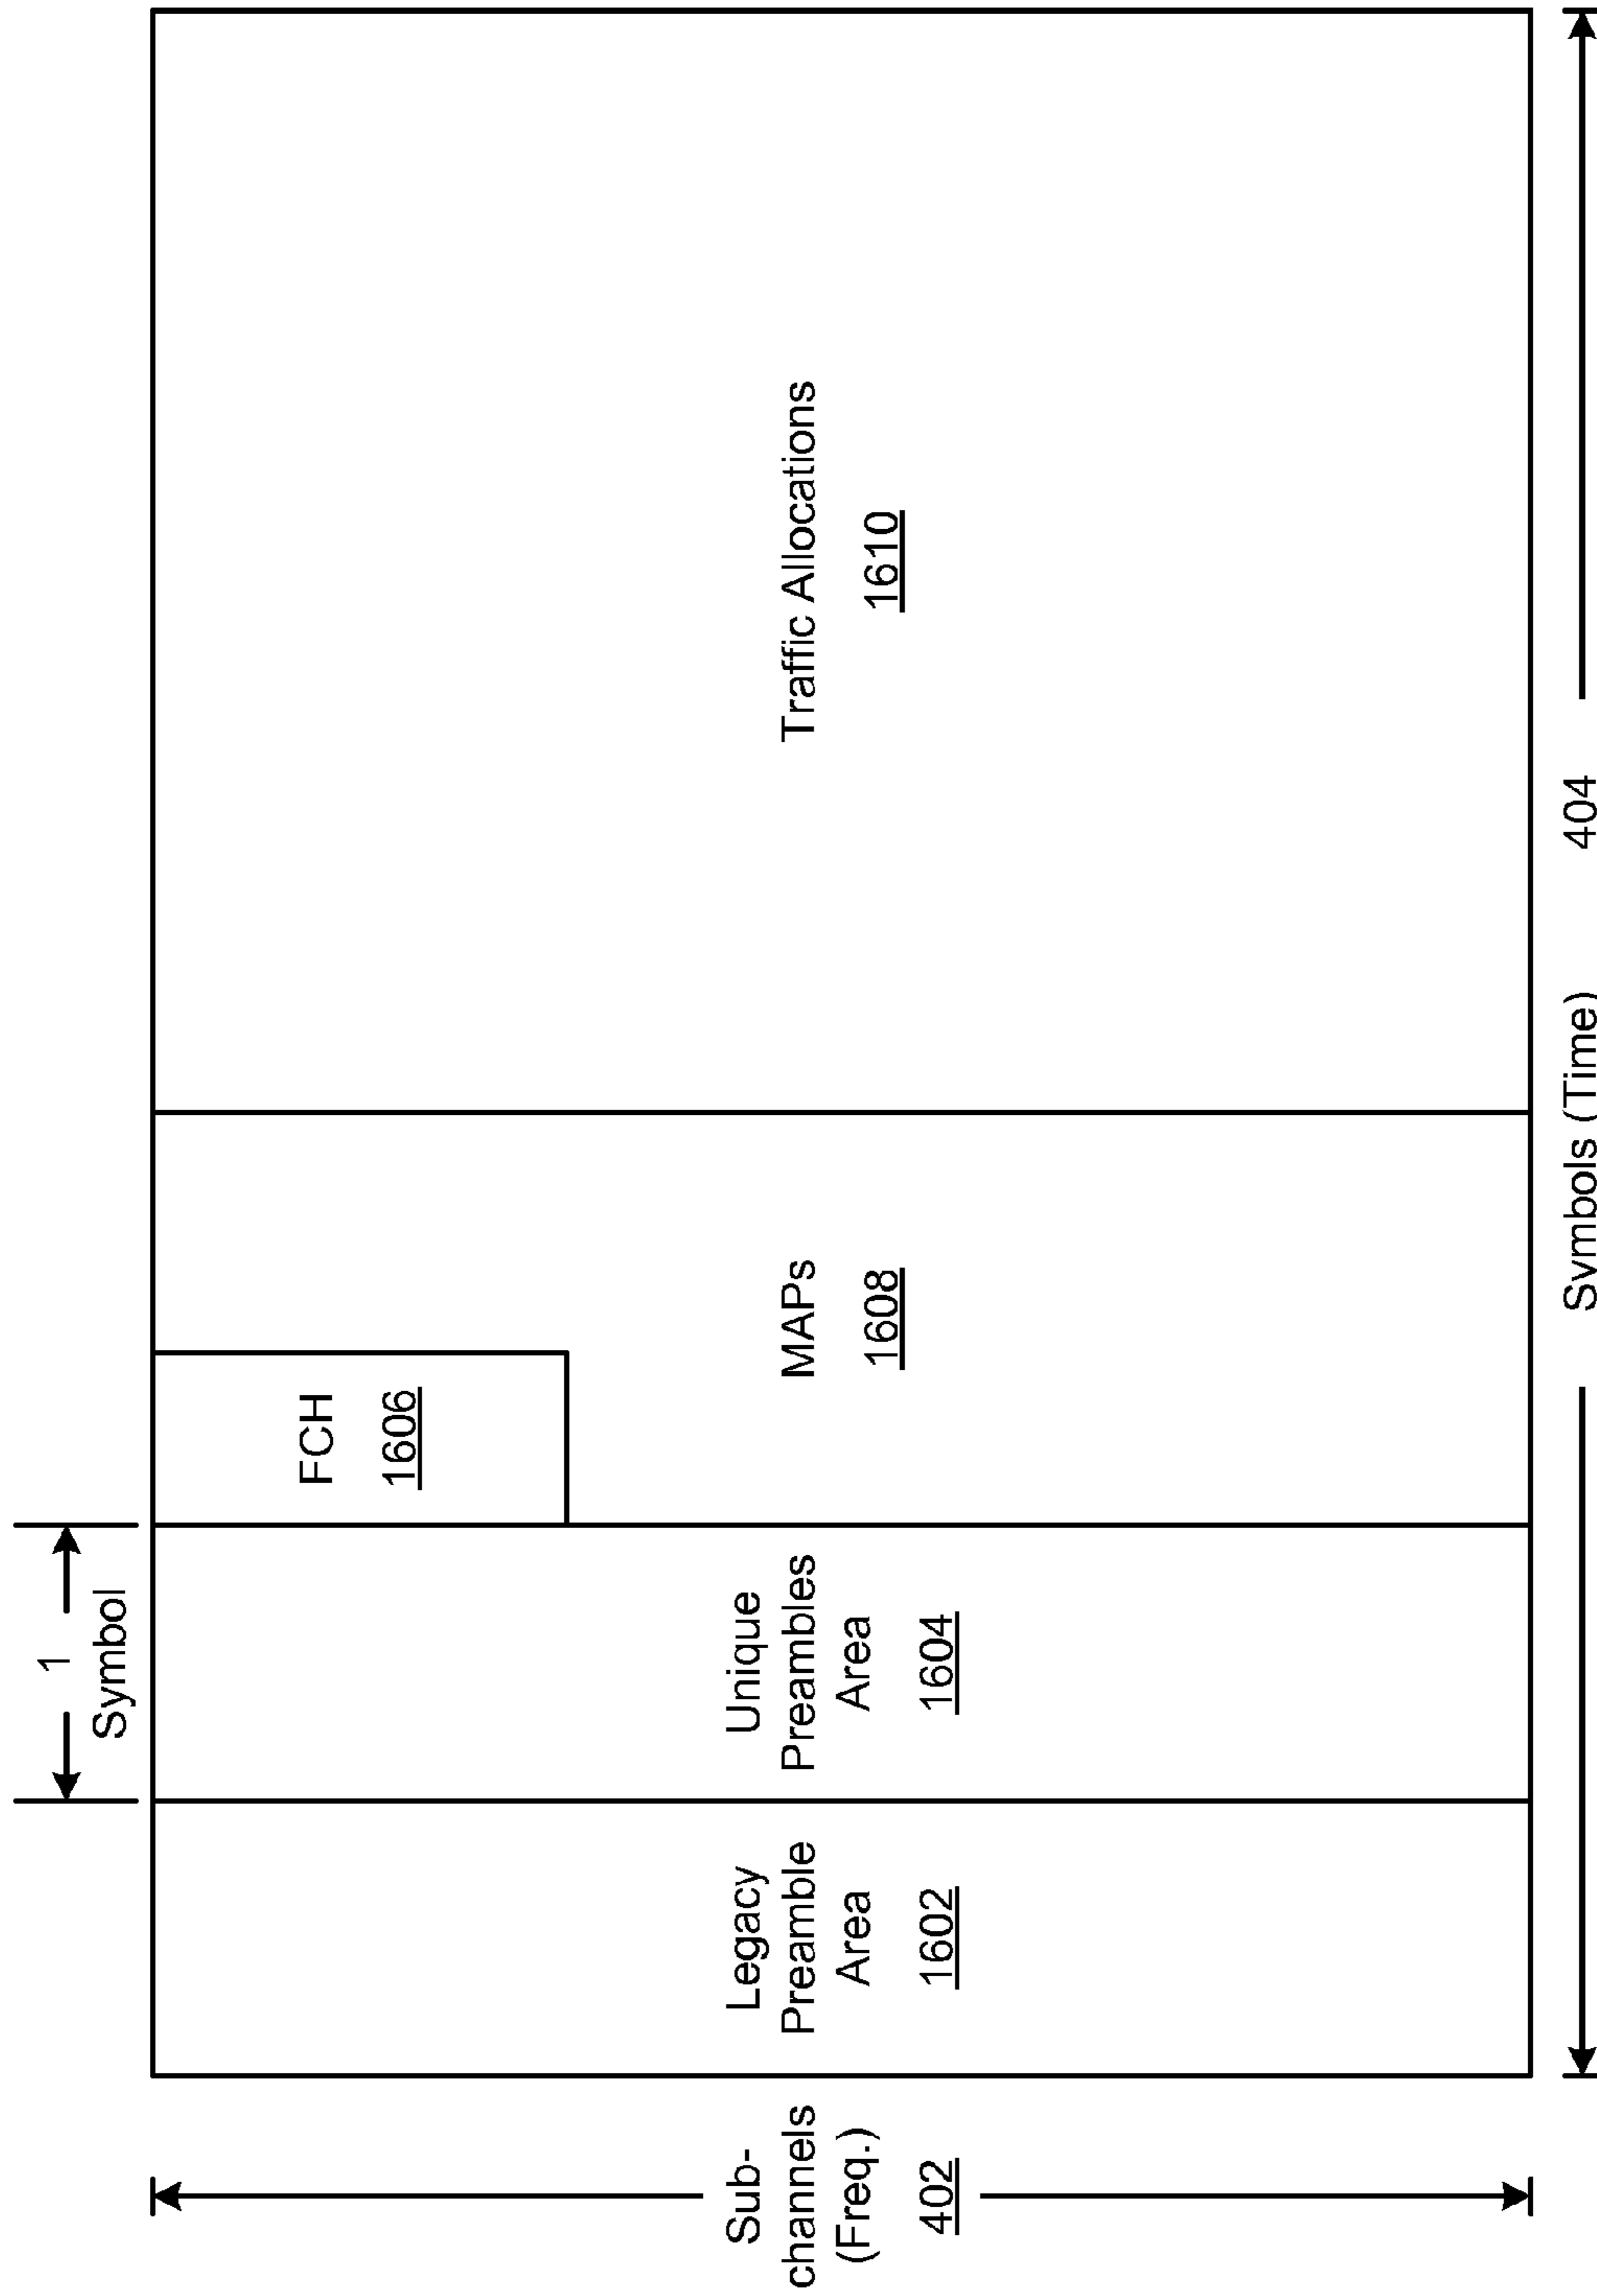 1
Symbol
Sub-
channels
(Freq.)
402
Legacy
Preamble
Area
1602
Unique
Preambles
Area
1604
FCH
1606
MAPs
1608
Traffic Allocations
1610
Symbols (Time) 404